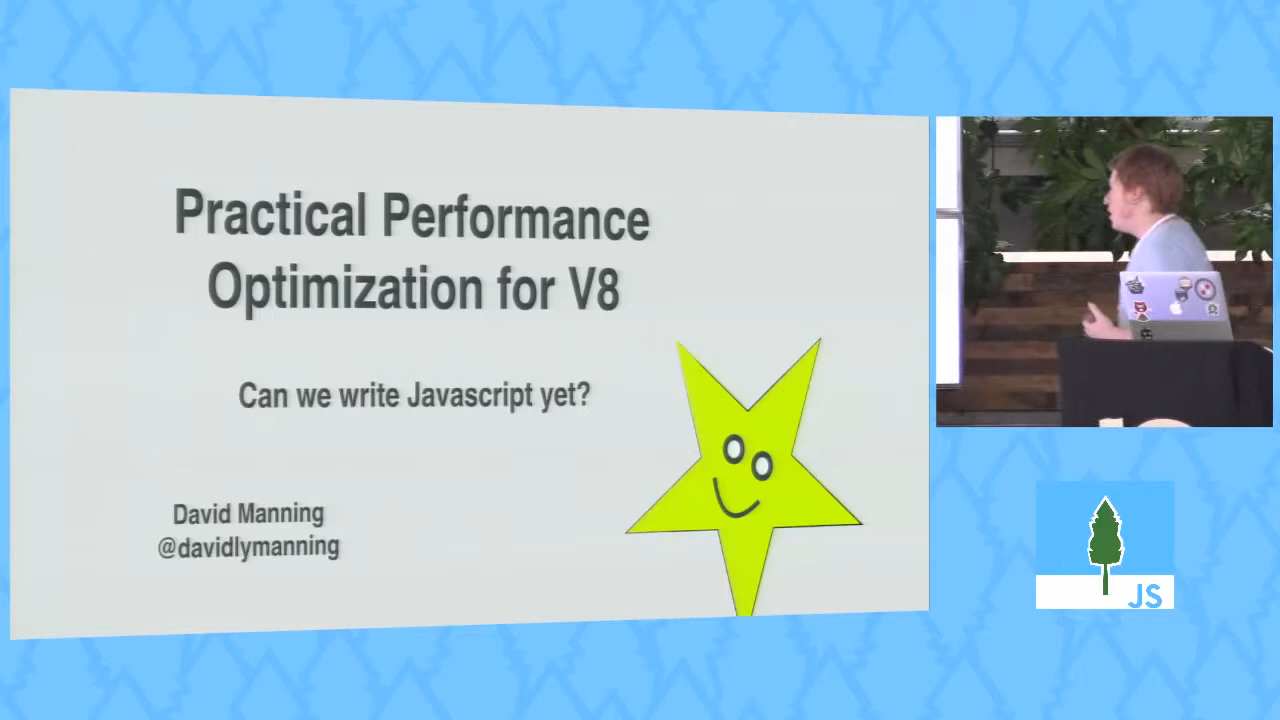 Practical Performance
Optimization for V8
Can we write Javascript yet?
David Manning
@davidlymanning
JS